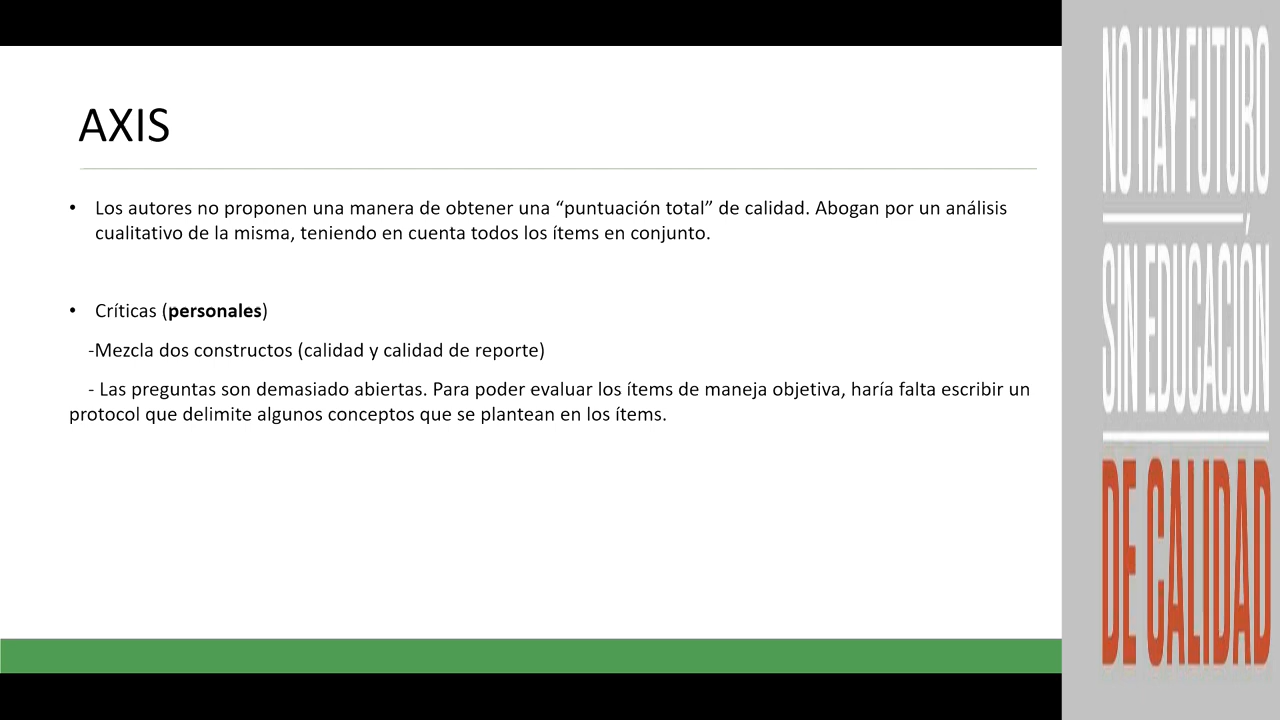 AXIS
• Los autores no proponen una manera de obtener una “puntuación total” de calidad. Abogan por un análisis
cualitativo de la misma, teniendo en cuenta todos los ítems en conjunto.
• Críticas (personales)
-Mezcla dos constructos (calidad y calidad de reporte)
- Las preguntas son demasiado abiertas. Para poder evaluar los ítems de maneja objetiva, haría falta escribir un
protocol que delimite algunos conceptos que se plantean en los ítems.
NO HAY FUTURO
SIN EDUCACIÓN
DE CALIDAD